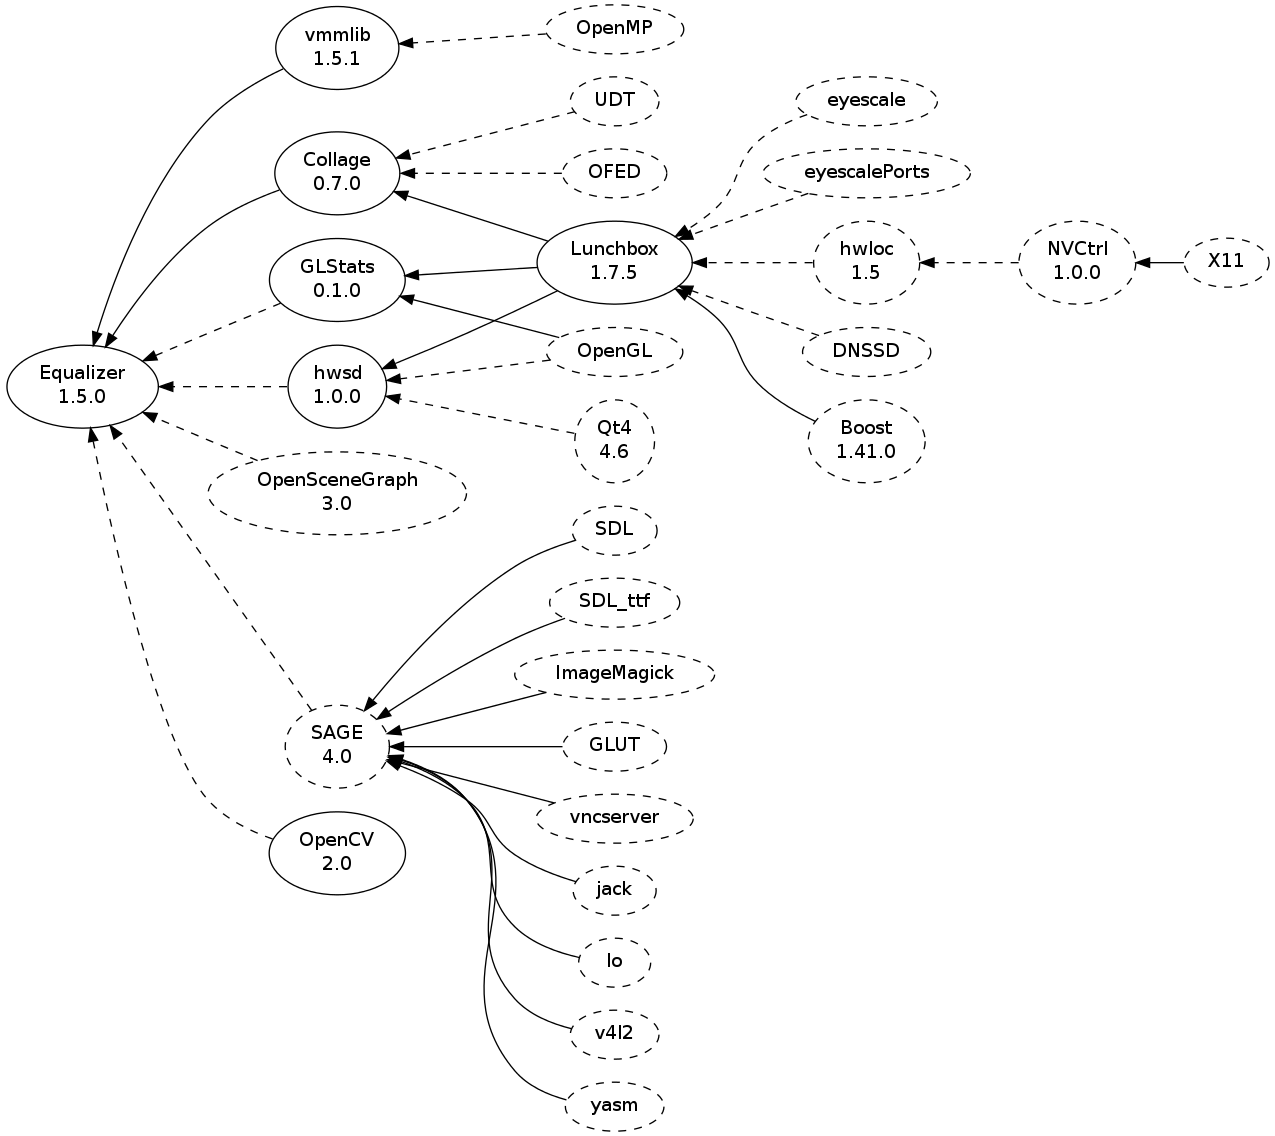 vmmlib
1.5.1
OpenMP
UDT
eyescale
Collage
0.7.0
OFED
eyescalePorts
GLStats
0.1.0
Lunchbox
1.7.5
hwloc
1.5
NVCtrl
1.0.0
X11
Equalizer
1.5.0
hwsd
1.0.0
OpenGL
DNSSD
Qt4
4.6
Boost
1.41.0
OpenSceneGraph
3.0
SDL
SDL_ttf
ImageMagick
SAGE
4.0
GLUT
vncserver
OpenCV
2.0
jack
lo
v4l2
yasm